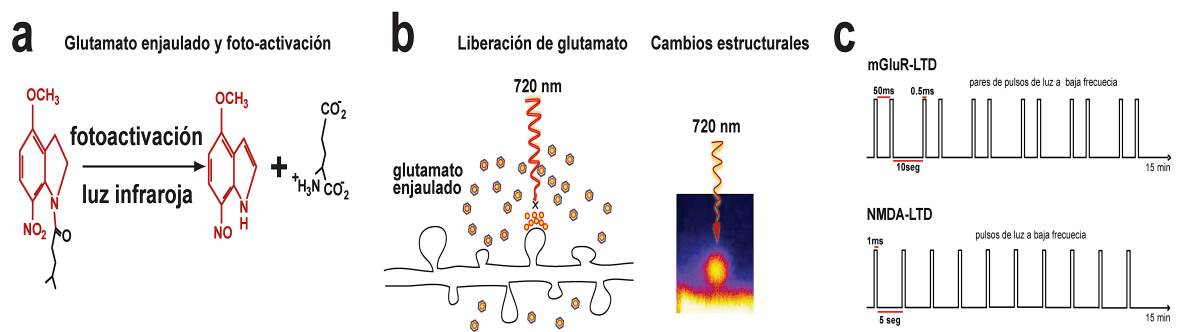 a
Glutamato enjaulado y foto-activación
OCH3
fotoactivación
luz infraroja
NO2
N
O
OCH3
N
H
NO
+
CO2-
+H3N
CO2-
b
Liberación de glutamato
720 nm
glutamato
enjaulado
x
Cambios estructurales
720 nm
c
mGluR-LTD
pares de pulsos de luz a baja frecuecia
50ms
0.5ms
10seg
15 min
NMDA-LTD
pulsos de luz a baja frecuecia
1ms
5 seg
15 min